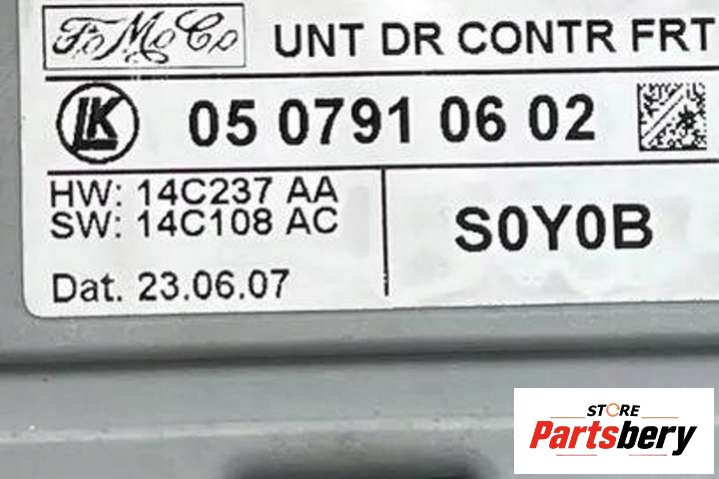 FoMoCo UNT DR CONTR FRT
LK 05 0791 06 02
HW: 14C237 AA
SW: 14C108 AC
S0Y0B
Dat. 23.06.07
STORE
Partsbery